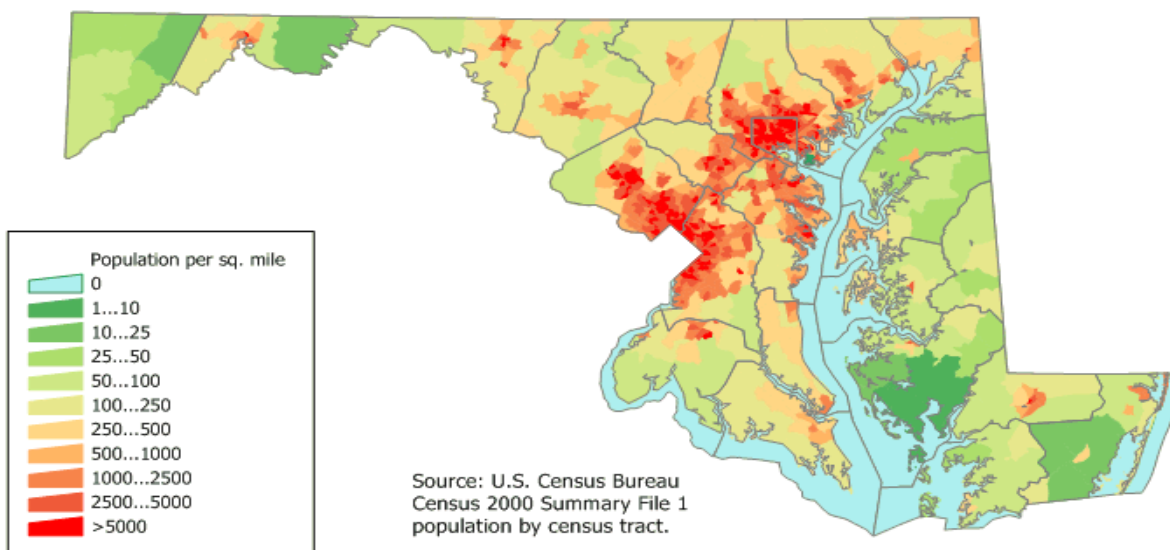 Population per sq. mile
0
1...10
10...25
25...50
50...100
100...250
250...500
500...1000
1000...2500
2500...5000
>5000
Source: U.S. Census Bureau
Census 2000 Summary File 1
population by census tract.